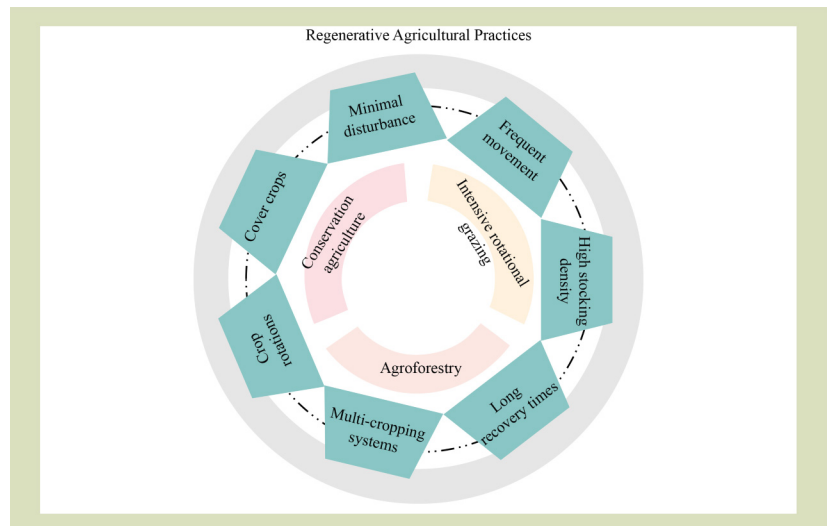 Regenerative Agricultural Practices
Minimal
disturbance
Frequent
movement
High stocking
density
Long
recovery times
Multi-cropping
systems
Crop
rotations
Cover crops
Conservation
agriculture
Intensive rotational
grazing
Agroforestry